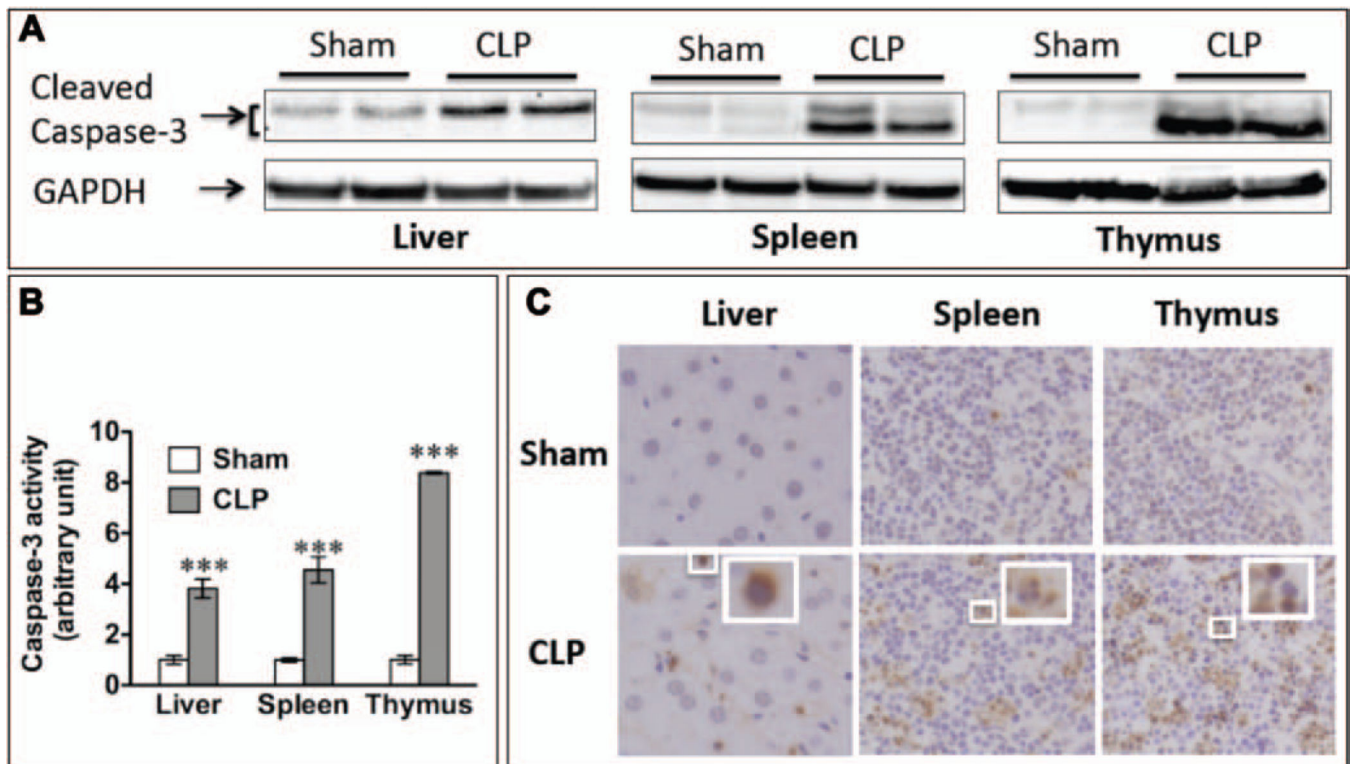 A
Sham CLP Sham CLP Sham CLP
Cleaved
Caspase-3
GAPDH
Liver Spleen Thymus
B
Caspase-3 activity
(arbitrary unit)
10
8
6
4
2
0
Sham
CLP
***
***
***
Liver Spleen Thymus
C
Liver Spleen Thymus
Sham
CLP